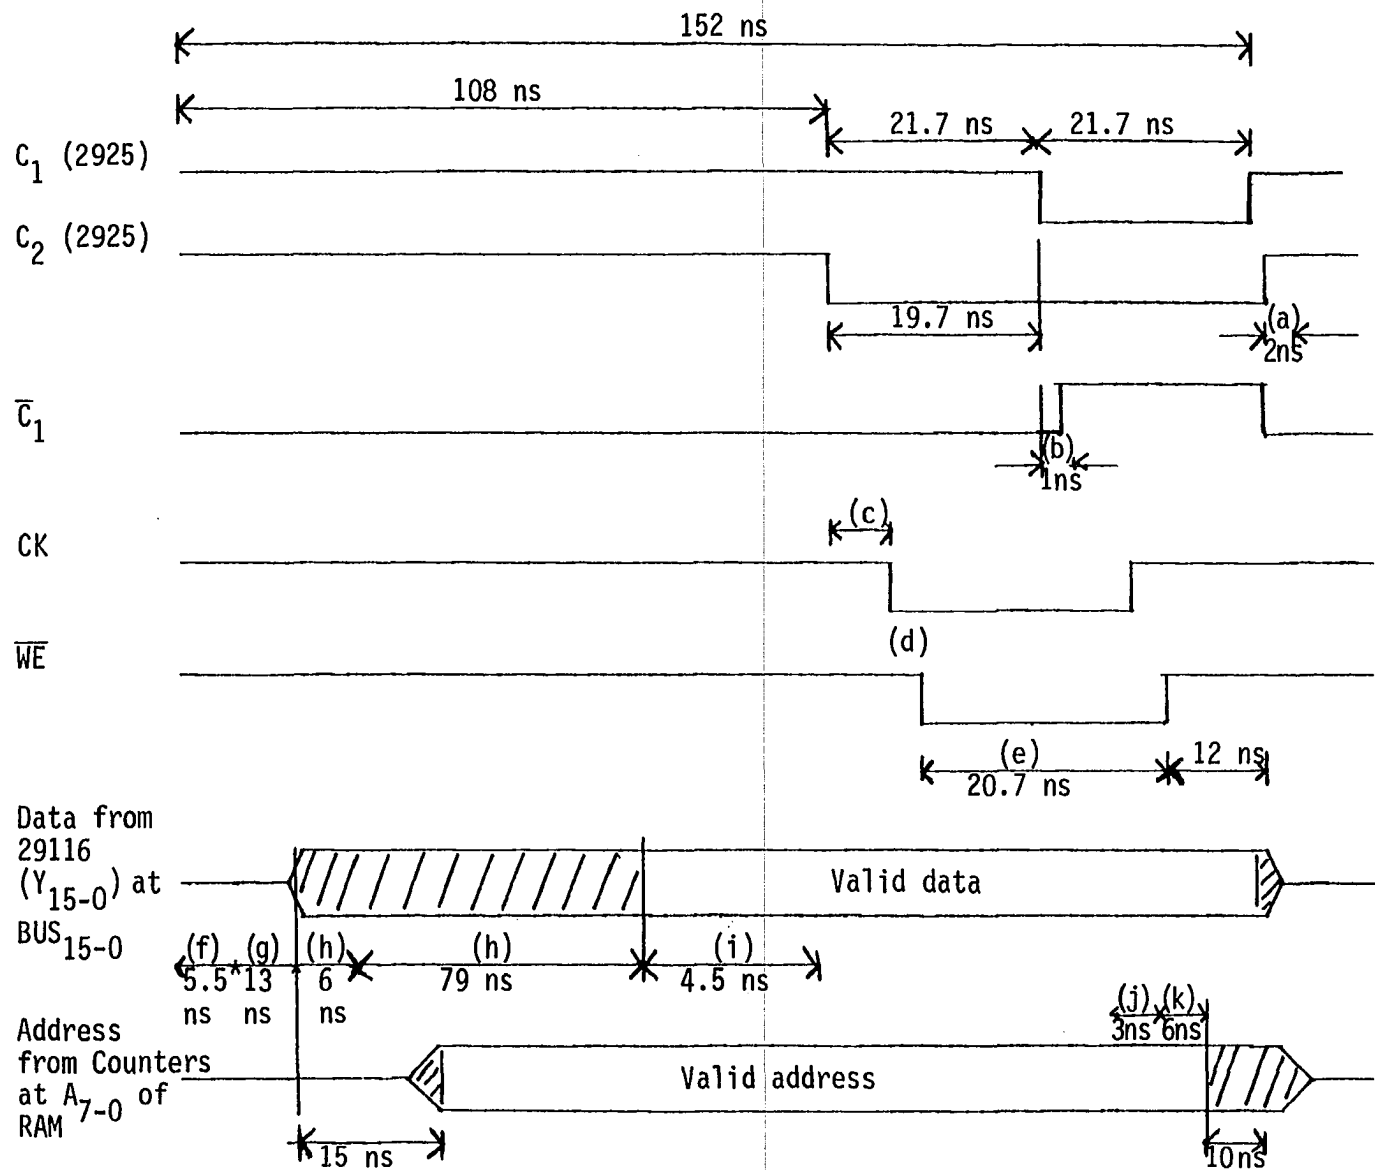 152 ns
108 ns
21.7 ns 21.7 ns
C1 (2925)
C2 (2925)
19.7 ns
(a)
2ns
C̅1
(b)
1ns
(c)
CK
(d)
W̅E̅
(e)
20.7 ns
12 ns
Data from
29116
(Y15-0) at
BUS15-0
Valid data
(f) (g) (h) (h) (i)
5.5 * 13 6 79 ns 4.5 ns
ns ns ns
(j) (k)
3ns 6ns
Address
from Counters
at A7-0 of
RAM
Valid address
15 ns
10ns